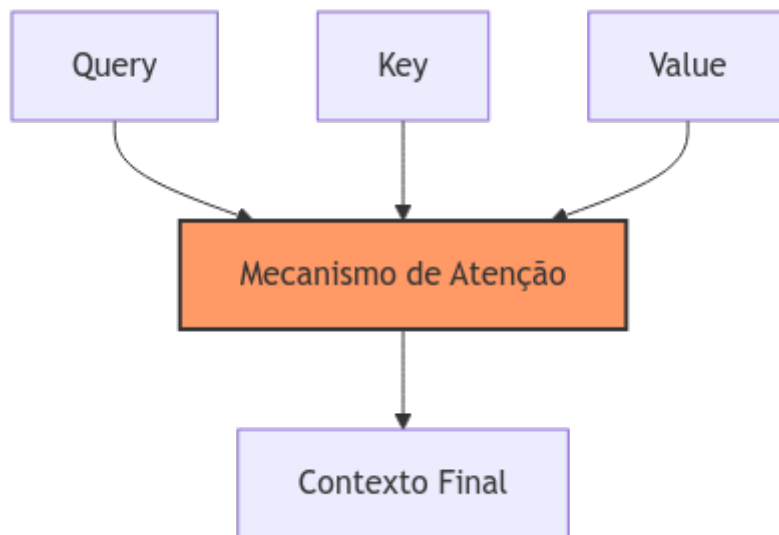 Query
Key
Value
Mecanismo de Atenção
Contexto Final